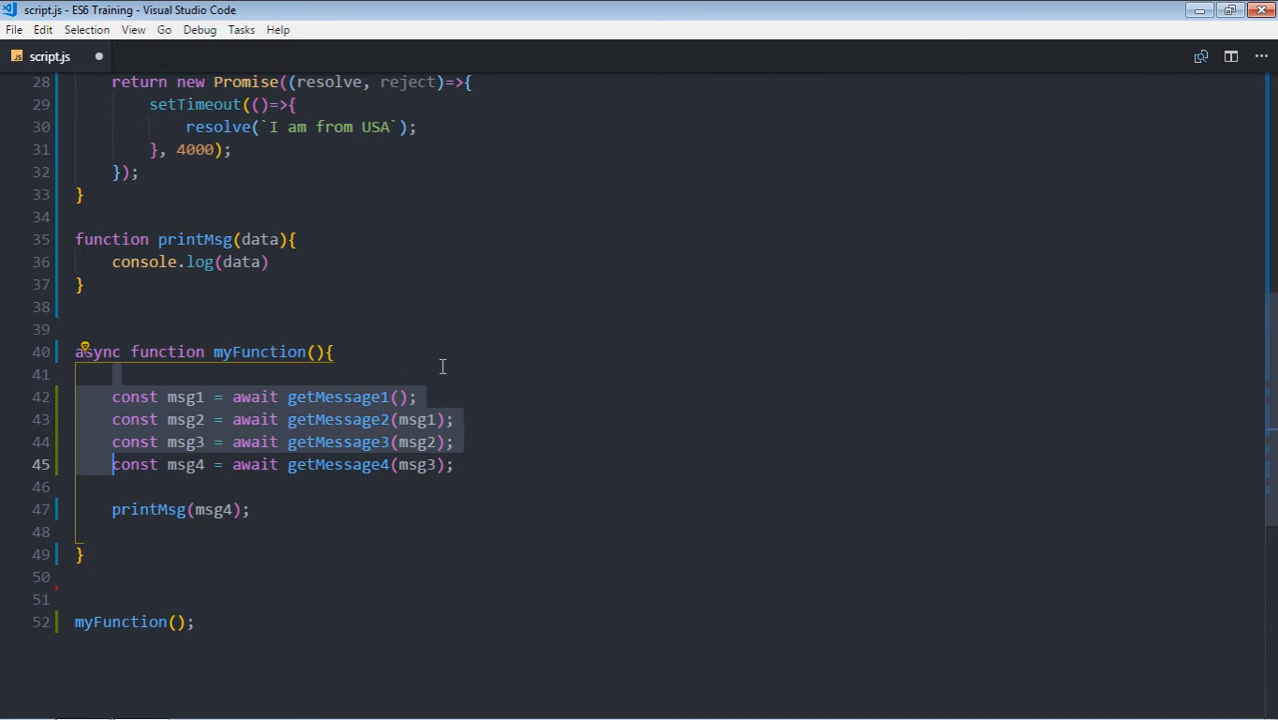 script.js - ES6 Training - Visual Studio Code
File Edit Selection View Go Debug Tasks Help
JS script.js
28 return new Promise((resolve, reject)=>{
29 setTimeout(()=>{
30 resolve(`I am from USA`);
31 }, 4000);
32 });
33 }
34
35 function printMsg(data){
36 console.log(data)
37 }
38
39
40 async function myFunction(){
41
42 const msg1 = await getMessage1();
43 const msg2 = await getMessage2(msg1);
44 const msg3 = await getMessage3(msg2);
45 const msg4 = await getMessage4(msg3);
46
47 printMsg(msg4);
48
49 }
50
51
52 myFunction();